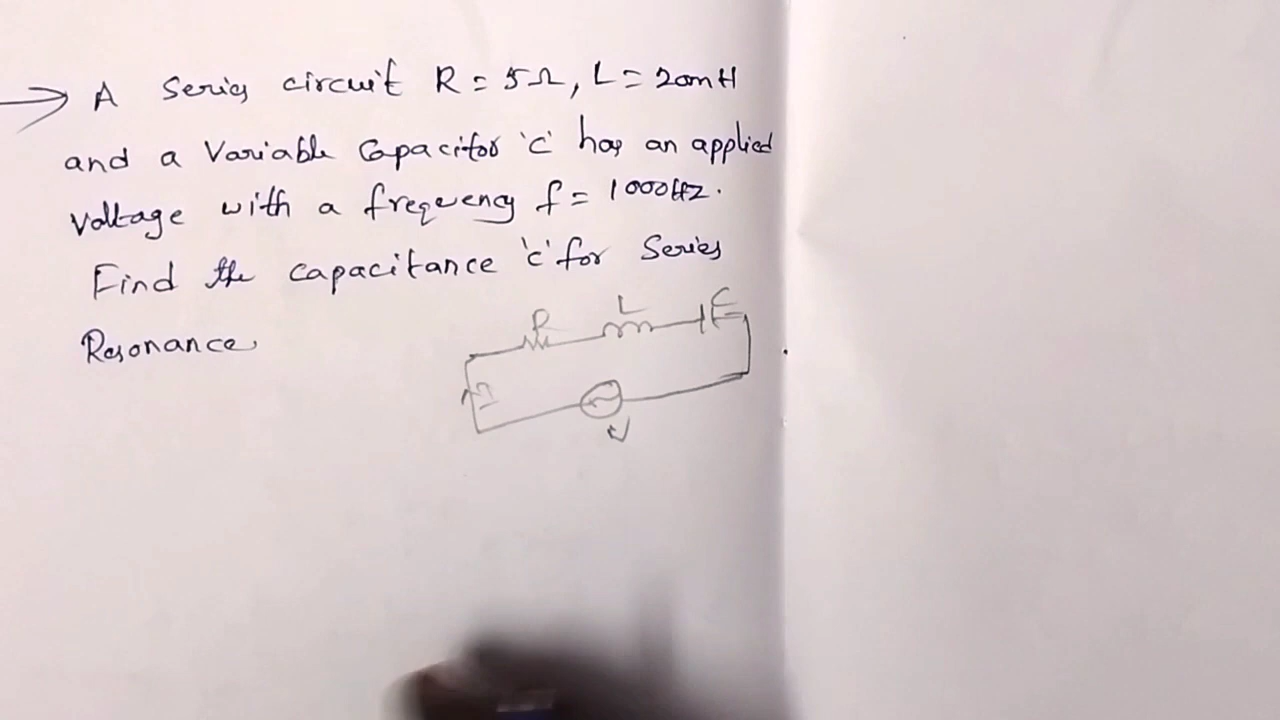 A Series circuit R = 5Ω, L = 20mH
and a Variable Capacitor 'c' has an applied
Voltage with a frequency f = 1000Hz.
Find the capacitance 'c' for Series
Resonance
R L C
V